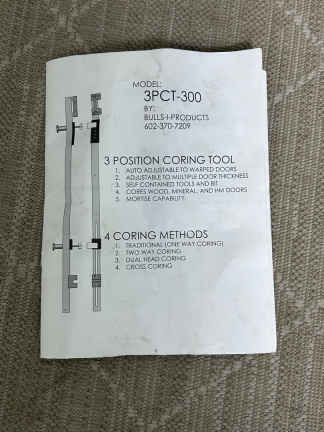 MODEL:
3PCT-300
BY:
BULLS-I-PRODUCTS
602-370-7209
3 POSITION CORING TOOL
1. AUTO ADJUSTABLE TO WARPED DOORS
2. ADJUSTABLE TO MULTIPLE DOOR THICKNESS
3. SELF CONTAINED TOOLS AND BIT
4. CORES WOOD, MINERAL, AND HM DOORS
5. MORTISE CAPABILITY
4 CORING METHODS
1. TRADITIONAL (ONE WAY CORING)
2. TWO WAY CORING
3. DUAL HEAD CORING
4. CROSS CORING